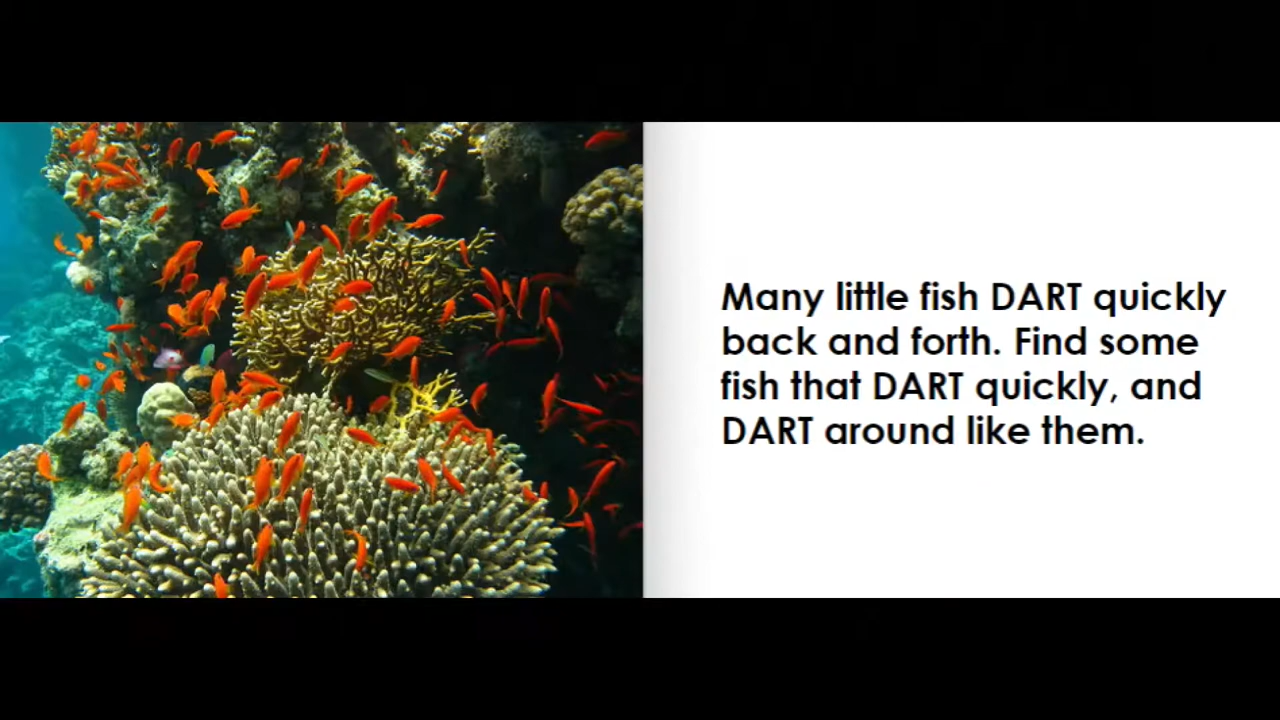 Many little fish DART quickly
back and forth. Find some
fish that DART quickly, and
DART around like them.